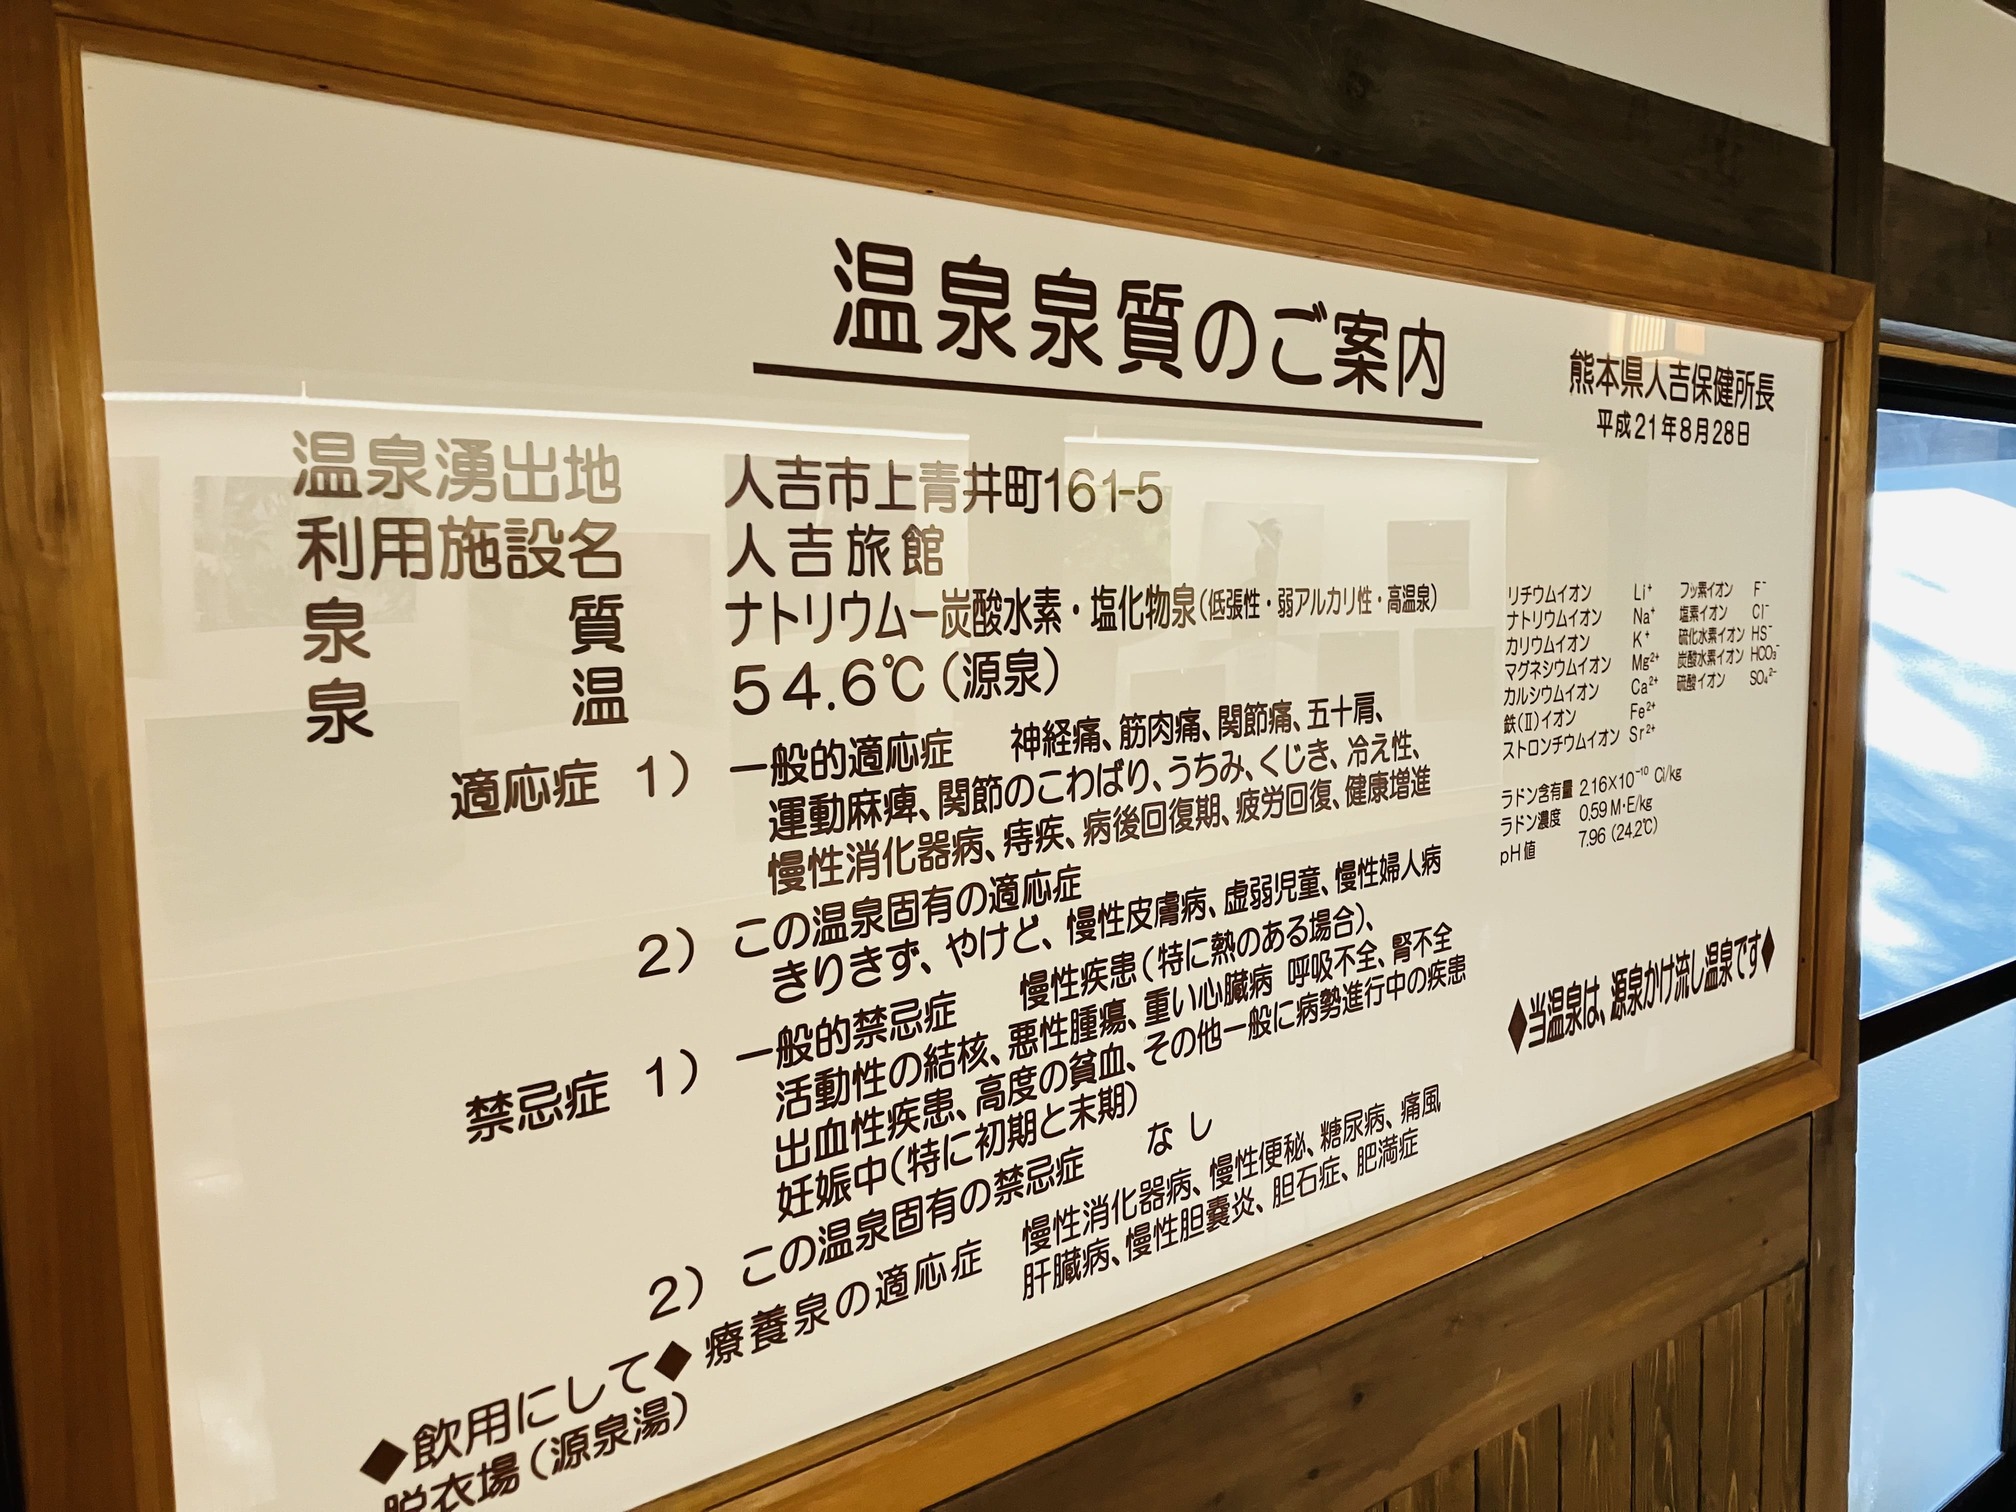 温泉泉質のご案内
熊本県人吉保健所長
平成21年8月28日
温泉湧出地 人吉市上青井町161-5
利用施設名 人吉旅館
泉質 ナトリウムー炭酸水素・塩化物泉(低張性・弱アルカリ性・高温泉)
泉温 54.6℃(源泉)
適応症 1) 一般的適応症 神経痛、筋肉痛、関節痛、五十肩、
運動麻痺、関節のこわばり、うちみ、くじき、冷え性、
慢性消化器病、痔疾、病後回復期、疲労回復、健康増進
2) この温泉固有の適応症
きりきず、やけど、慢性皮膚病、虚弱児童、慢性婦人病
禁忌症 1) 一般的禁忌症 慢性疾患(特に熱のある場合)、
活動性の結核、悪性腫瘍、重い心臓病 呼吸不全、腎不全
出血性疾患、高度の貧血、その他一般に病勢進行中の疾患
妊娠中(特に初期と末期)
2) この温泉固有の禁忌症 なし
◆飲用にして◆ 療養泉の適応症 慢性消化器病、慢性便秘、糖尿病、痛風
肝臓病、慢性胆嚢炎、胆石症、肥満症
脱衣場(源泉湯)
リチウムイオン Li⁺ フッ素イオン F⁻
ナトリウムイオン Na⁺ 塩素イオン Cl⁻
カリウムイオン K⁺ 硫化水素イオン HS⁻
マグネシウムイオン Mg²⁺ 炭酸水素イオン HCO₃⁻
カルシウムイオン Ca²⁺ 硫酸イオン SO₄²⁻
鉄(II)イオン Fe²⁺
ストロンチウムイオン Sr²⁺
ラドン含有量 2.16×10⁻¹⁰ Ci/kg
ラドン濃度 0.59 M・E/kg
pH値 7.96 (24.2℃)
◆当温泉は、源泉かけ流し温泉です◆